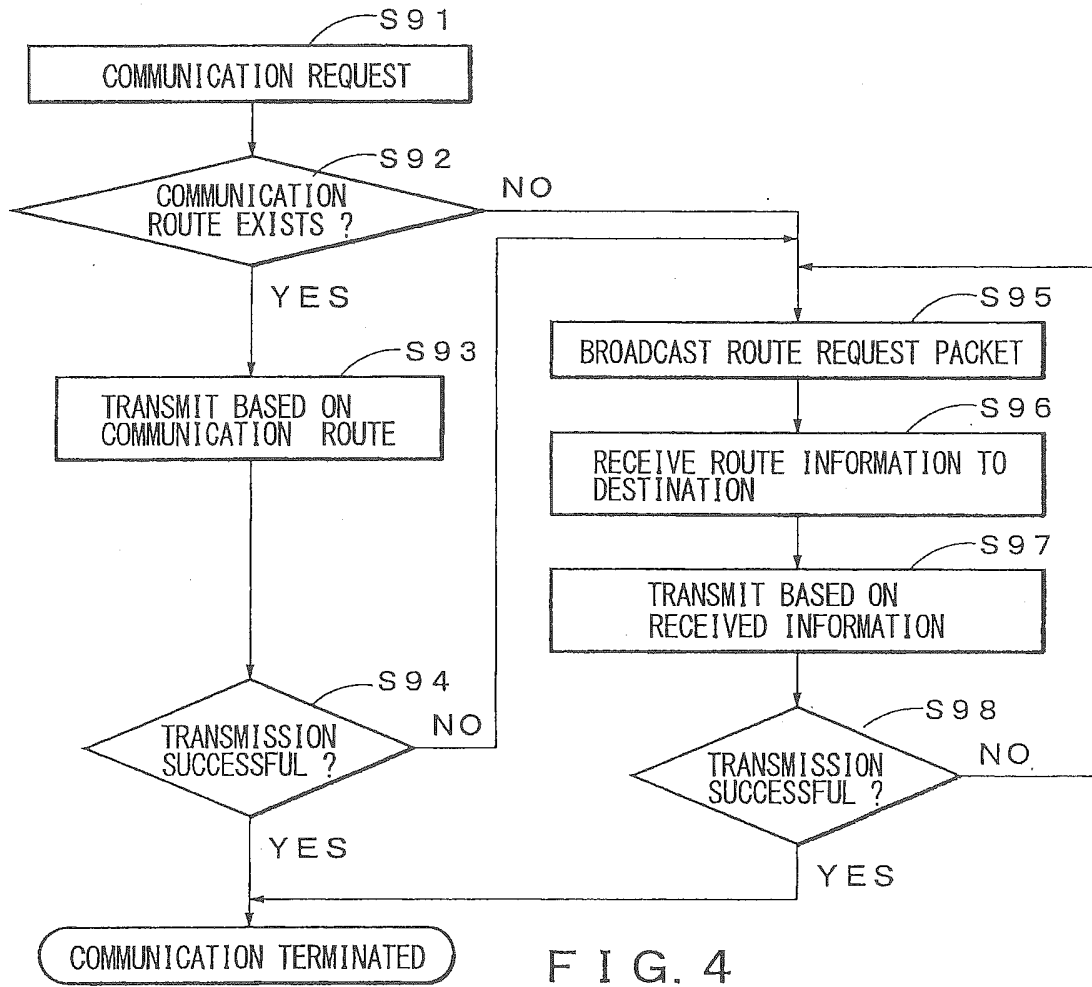 S91
COMMUNICATION REQUEST
S92
COMMUNICATION
ROUTE EXISTS ?
NO
YES
S93
TRANSMIT BASED ON
COMMUNICATION ROUTE
S94
TRANSMISSION
SUCCESSFUL ?
NO
YES
COMMUNICATION TERMINATED
S95
BROADCAST ROUTE REQUEST PACKET
S96
RECEIVE ROUTE INFORMATION TO
DESTINATION
S97
TRANSMIT BASED ON
RECEIVED INFORMATION
S98
TRANSMISSION
SUCCESSFUL ?
NO
YES
FIG. 4